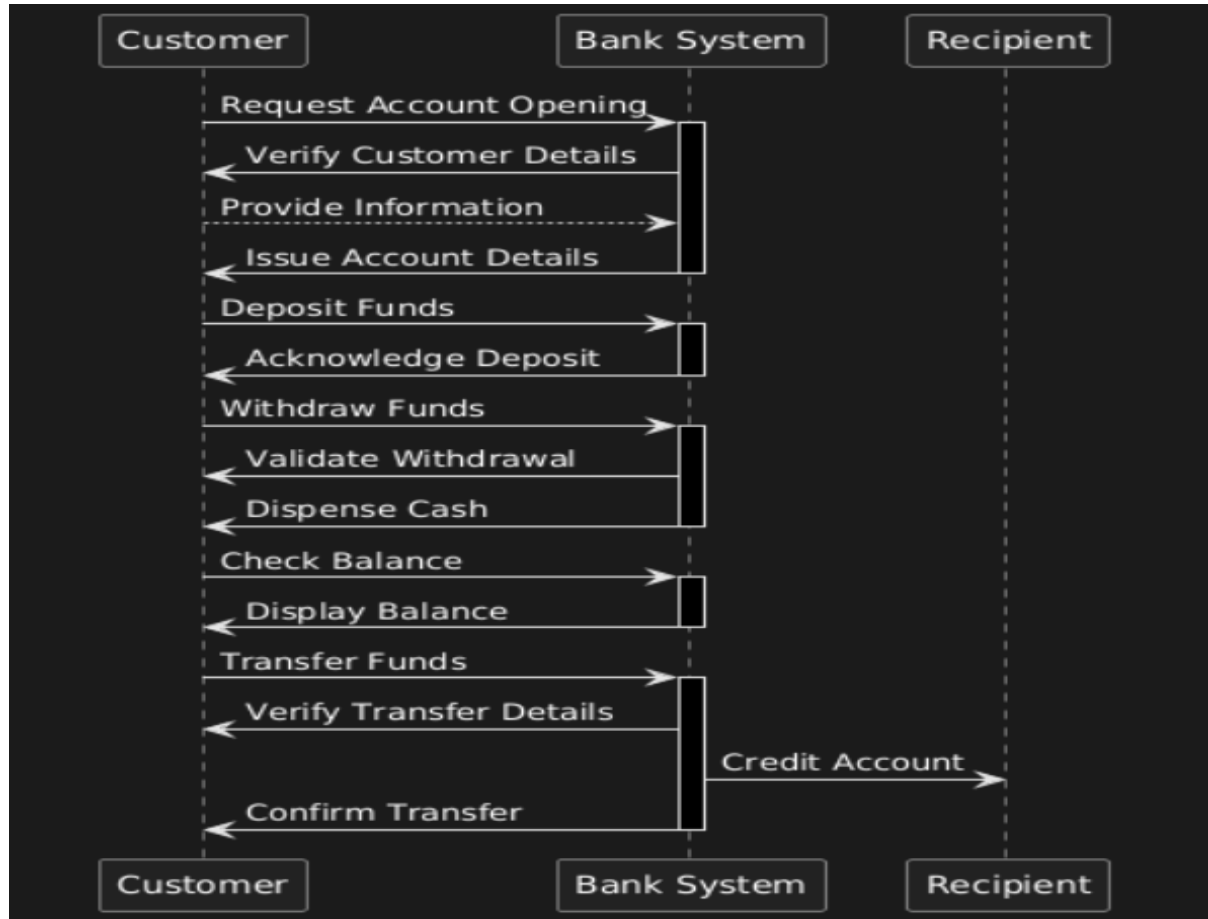 Customer Bank System Recipient
Request Account Opening
Verify Customer Details
Provide Information
Issue Account Details
Deposit Funds
Acknowledge Deposit
Withdraw Funds
Validate Withdrawal
Dispense Cash
Check Balance
Display Balance
Transfer Funds
Verify Transfer Details
Credit Account
Confirm Transfer
Customer Bank System Recipient